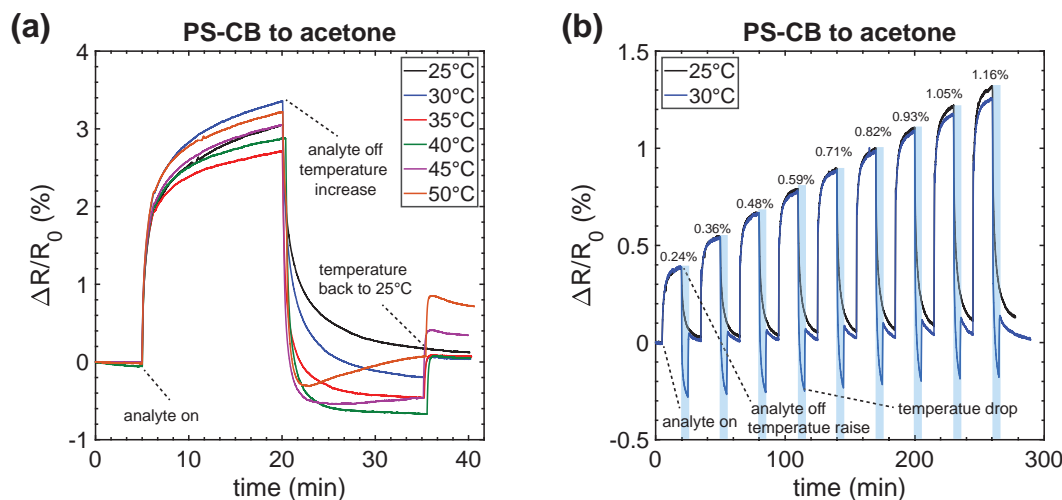 (a)
PS-CB to acetone
ΔR/R0 (%)
4
3
2
1
0
-1
25°C
30°C
35°C
40°C
45°C
50°C
analyte off
temperature
increase
temperature
back to 25°C
analyte on
0
10
20
30
40
time (min)
(b)
PS-CB to acetone
ΔR/R0 (%)
1.5
1
0.5
0
-0.5
25°C
30°C
0.24%
0.36%
0.48%
0.59%
0.71%
0.82%
0.93%
1.05%
1.16%
analyte on
analyte off
temperatue raise
temperatue drop
0
100
200
300
time (min)